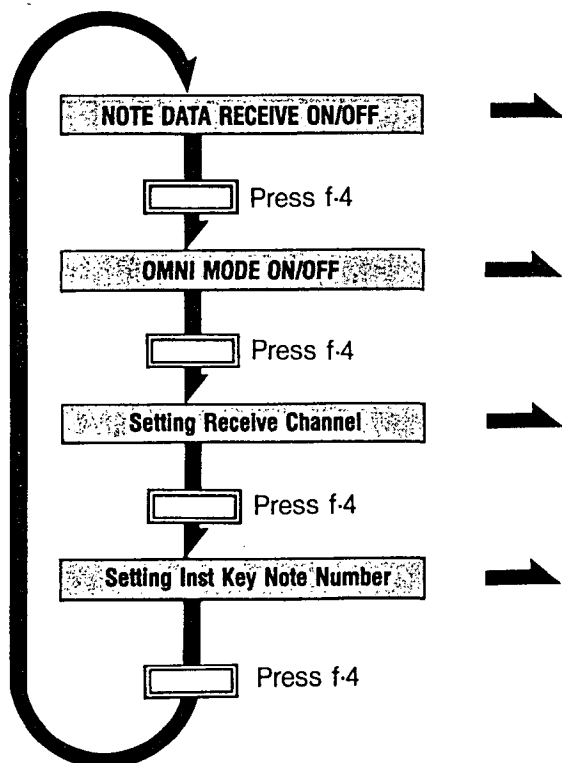 NOTE DATA RECEIVE ON/OFF
Press f·4
OMNI MODE ON/OFF
Press f·4
Setting Receive Channel
Press f·4
Setting Inst Key Note Number
Press f·4